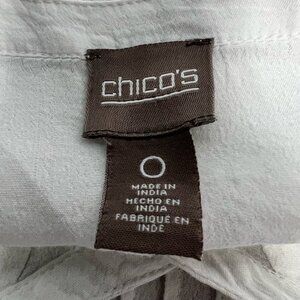 chico's
0
MADE IN
INDIA
HECHO EN
INDIA
FABRIQUÉ EN
INDE